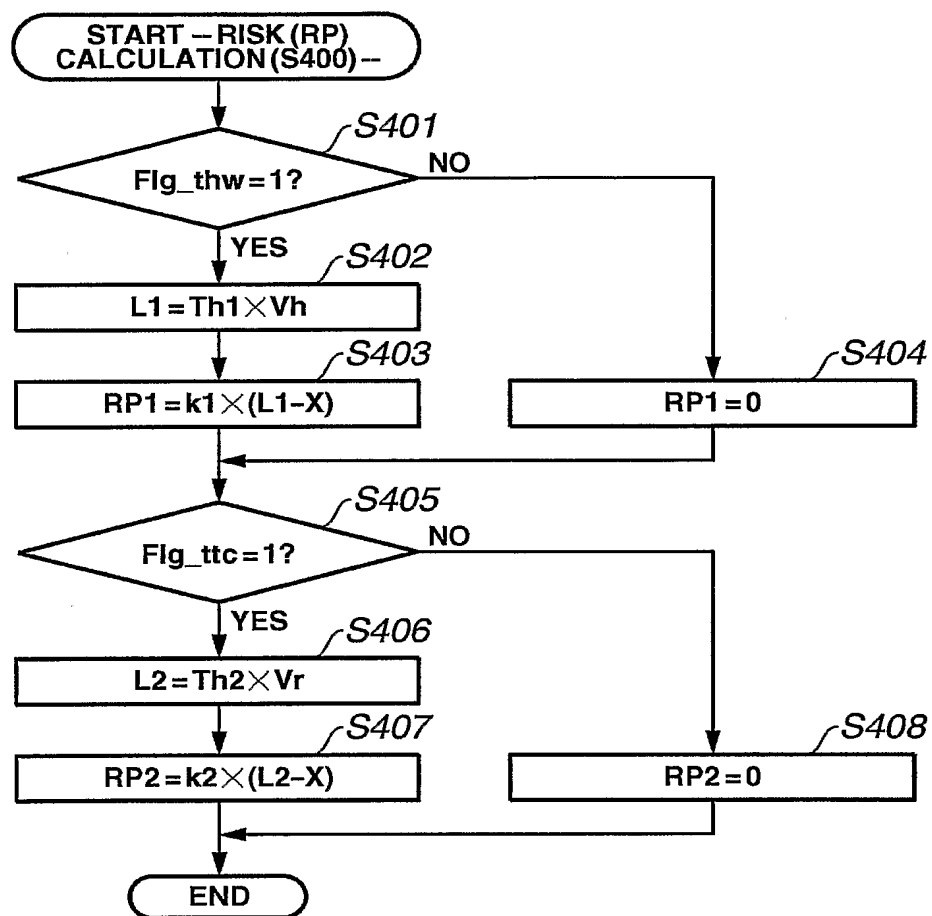 START – RISK (RP)
CALCULATION (S400) –
S401
Flg_thw = 1?
NO
YES
S402
L1 = Th1 × Vh
S403
RP1 = k1 × (L1–X)
S404
RP1 = 0
S405
Flg_ttc = 1?
NO
YES
S406
L2 = Th2 × Vr
S407
RP2 = k2 × (L2–X)
S408
RP2 = 0
END